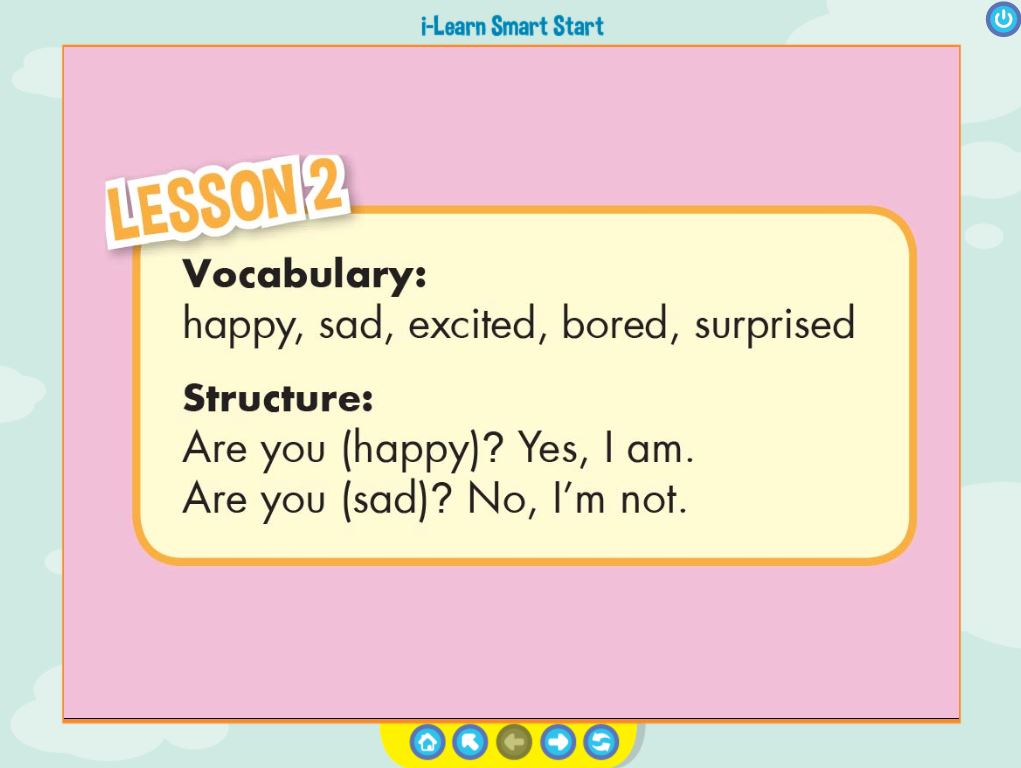 i-Learn Smart Start
LESSON 2
Vocabulary:
happy, sad, excited, bored, surprised
Structure:
Are you (happy)? Yes, I am.
Are you (sad)? No, I’m not.